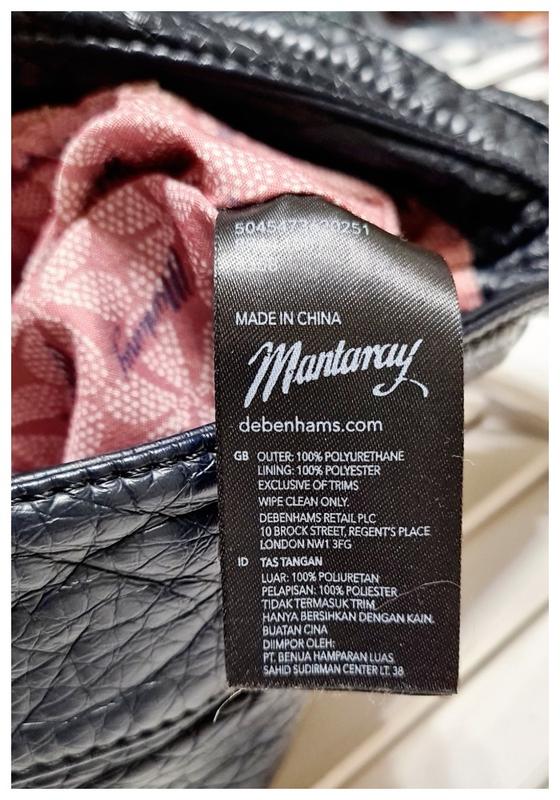 MADE IN CHINA
Mantaray
debenhams.com
GB OUTER: 100% POLYURETHANE
LINING: 100% POLYESTER
EXCLUSIVE OF TRIMS
WIPE CLEAN ONLY.
DEBENHAMS RETAIL PLC
10 BROCK STREET, REGENT'S PLACE
LONDON NW1 3FG
ID TAS TANGAN
LUAR: 100% POLIURETAN
PELAPISAN: 100% POLIESTER
TIDAK TERMASUK TRIM
HANYA BERSIHKAN DENGAN KAIN.
BUATAN CINA
DIIMPOR OLEH:
PT. BENUA HAMPARAN LUAS
SAHID SUDIRMAN CENTER LT. 38
Mantaray